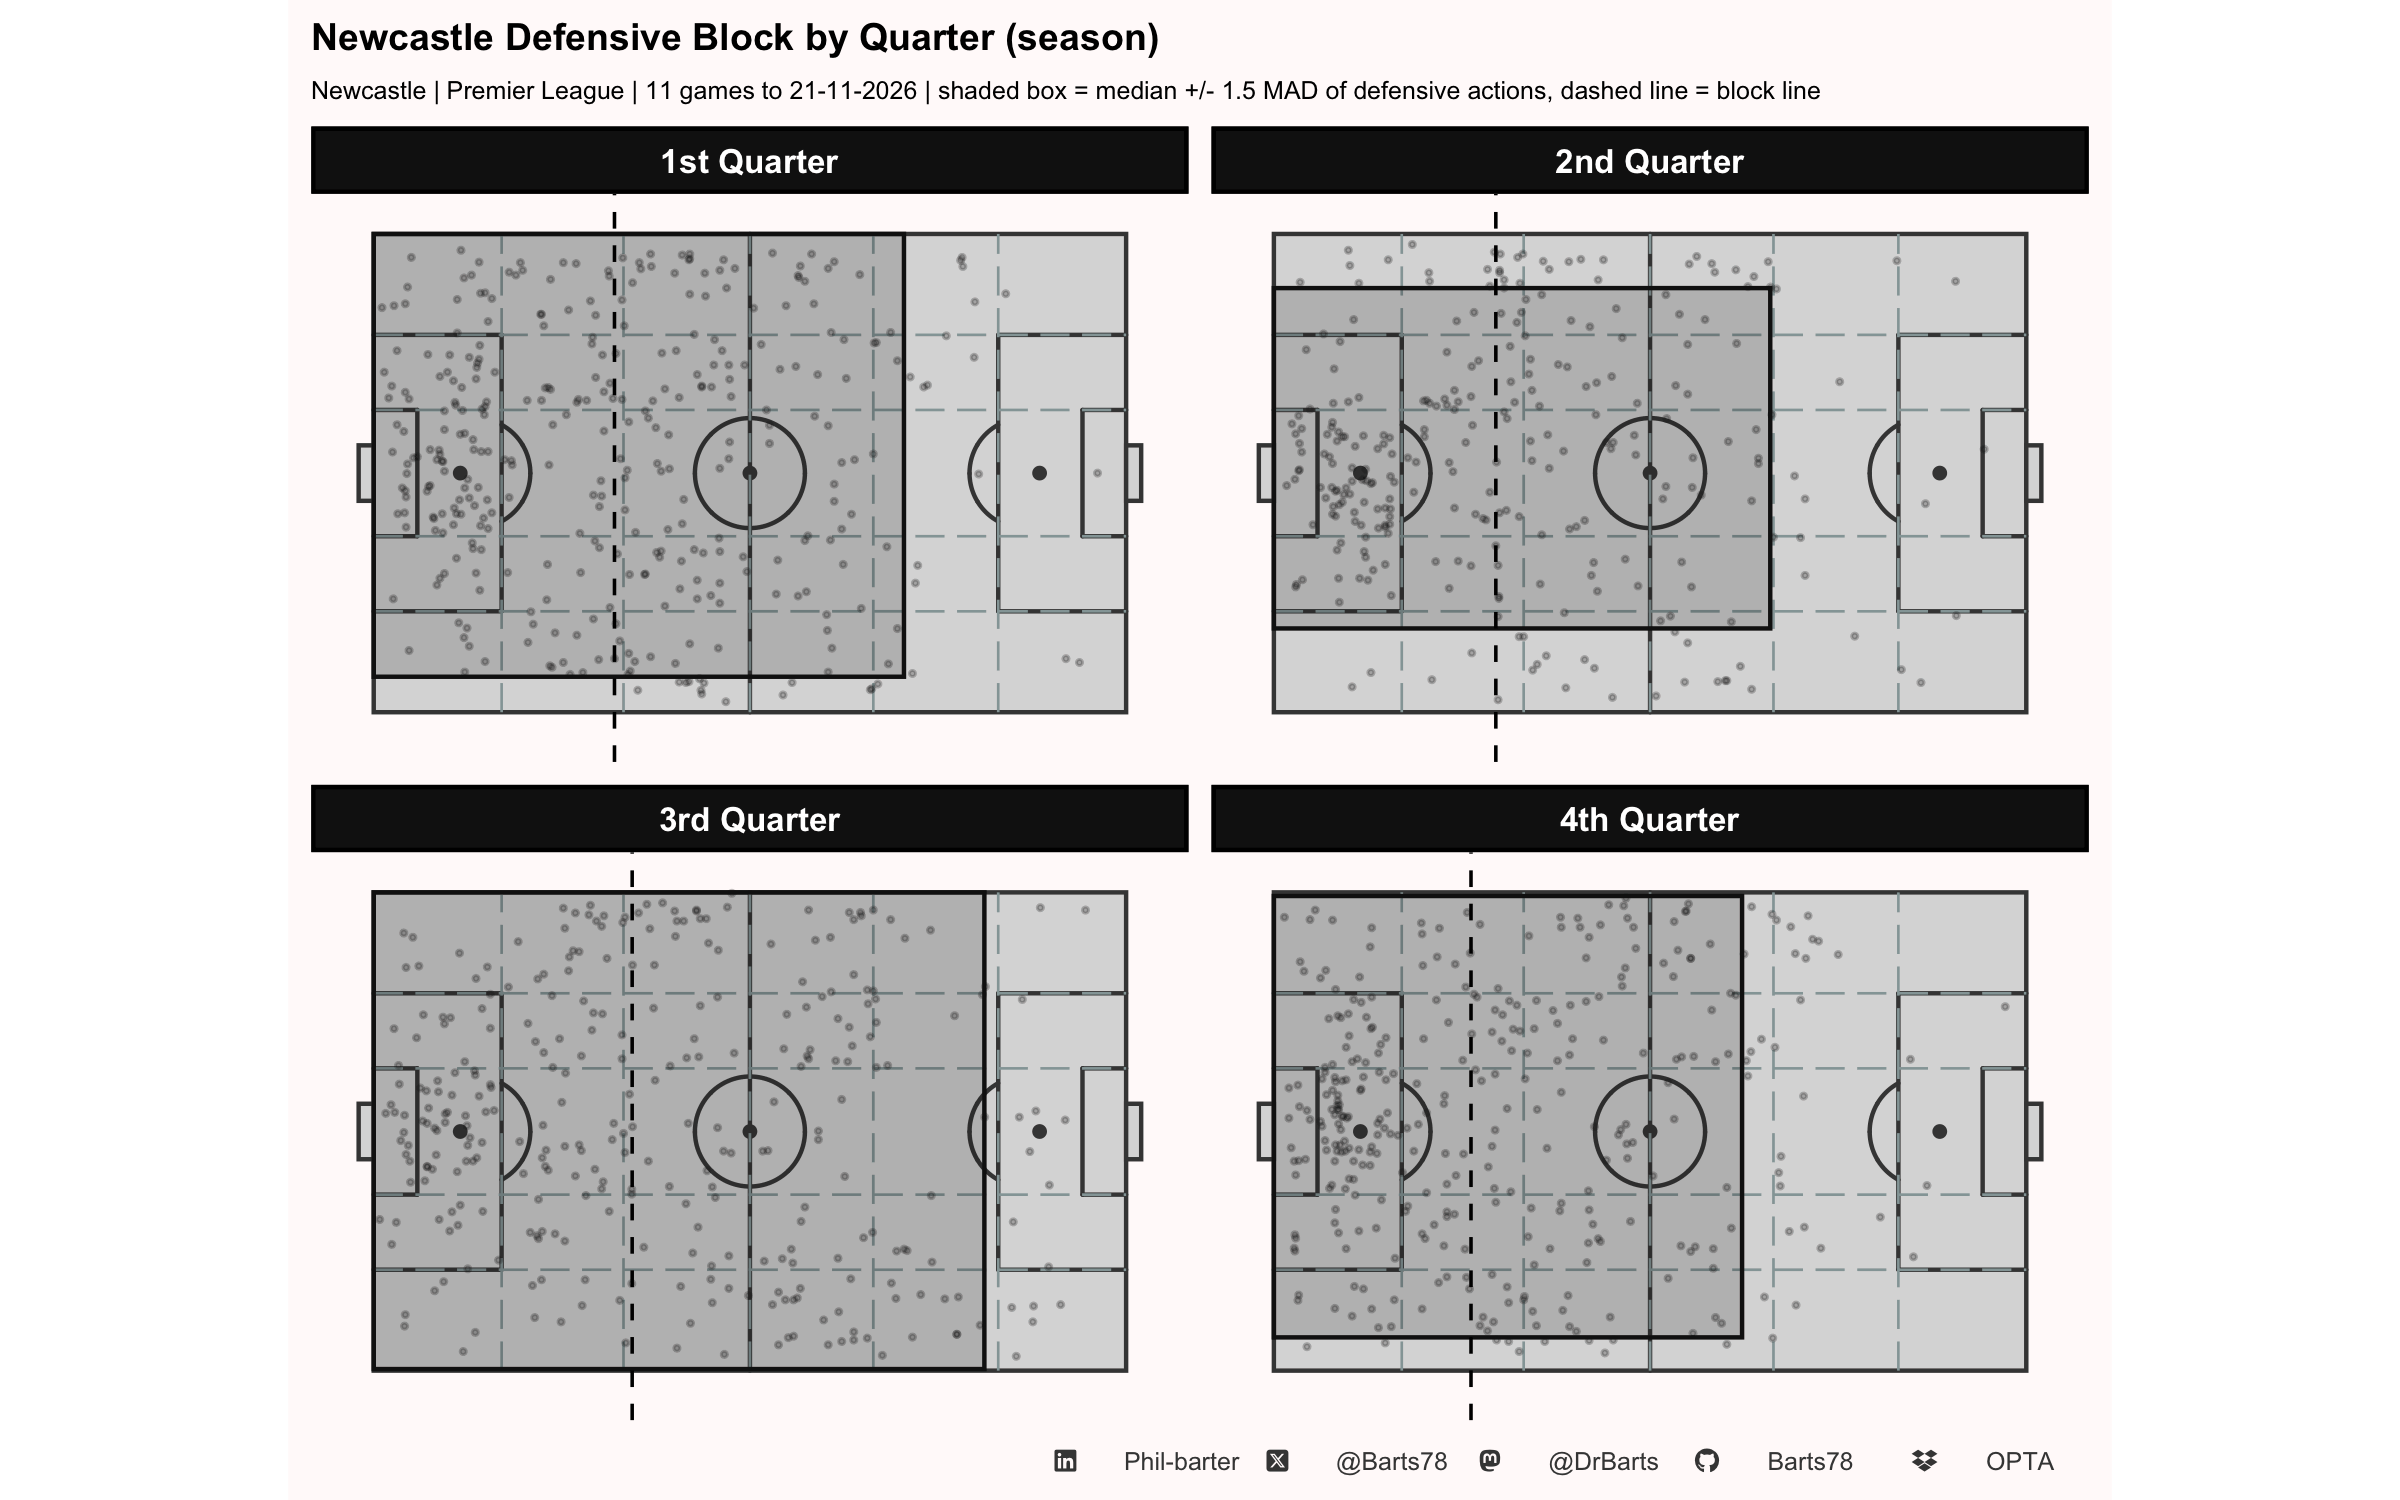 Newcastle Defensive Block by Quarter (season)
Newcastle | Premier League | 11 games to 21-11-2026 | shaded box = median +/- 1.5 MAD of defensive actions, dashed line = block line
1st Quarter
2nd Quarter
3rd Quarter
4th Quarter
Phil-barter @Barts78 @DrBarts Barts78 OPTA